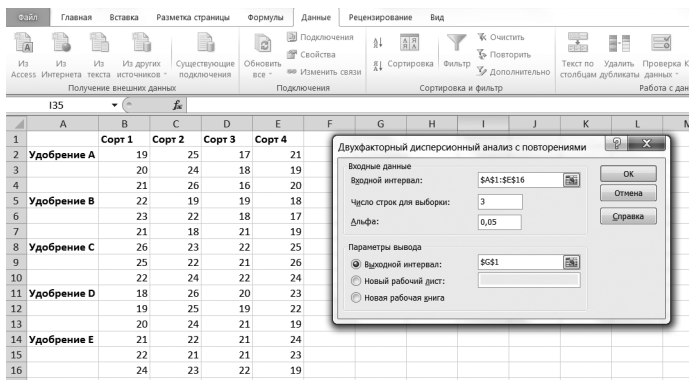 Файл Главная Вставка Разметка страницы Формулы Данные Рецензирование Вид
Из Access Из Интернета Из текста Из других источников Существующие подключения Обновить все Подключения Свойства Изменить связи Сортировка Фильтр Очистить Повторить Дополнительно Текст по столбцам Удалить дубликаты Проверка данных К
Получение внешних данных Подключения Сортировка и фильтр Работа с дан
I35 fx
A B C D E F G H I J K L
1 Сорт 1 Сорт 2 Сорт 3 Сорт 4
2 Удобрение A 19 25 17 21
3 20 24 18 19
4 21 26 16 20
5 Удобрение B 22 19 19 18
6 23 22 18 17
7 21 18 21 19
8 Удобрение C 26 23 22 25
9 25 22 21 26
10 22 24 22 24
11 Удобрение D 18 26 20 23
12 19 25 19 22
13 20 24 21 19
14 Удобрение E 21 22 21 24
15 22 21 21 23
16 24 23 22 19
Двухфакторный дисперсионный анализ с повторениями
Входные данные
Входной интервал: $A$1:$E$16
Число строк для выборки: 3
Альфа: 0,05
Параметры вывода
Выходной интервал: $G$1
Новый рабочий лист:
Новая рабочая книга
ОК
Отмена
Справка